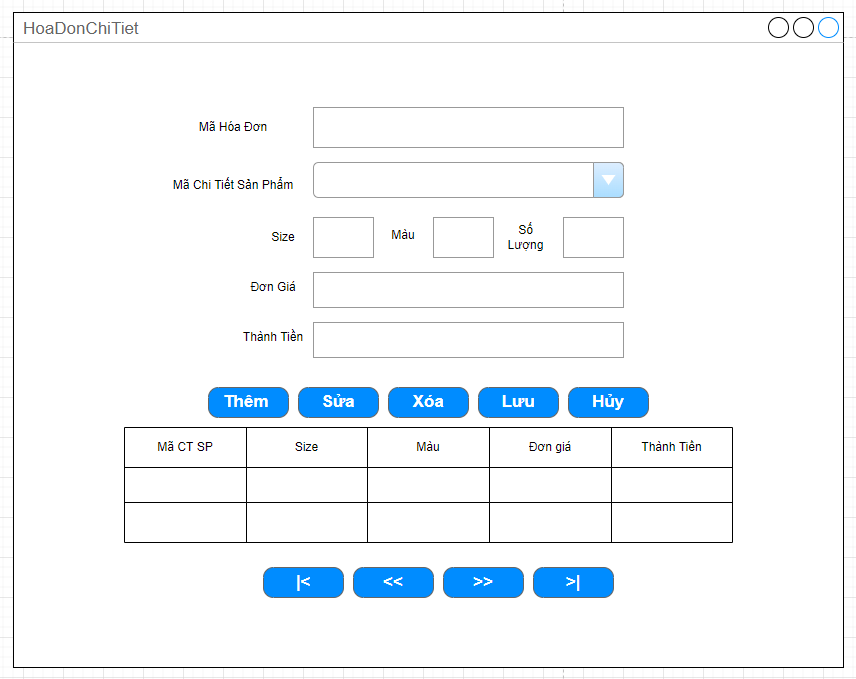 HoaDonChiTiet
Mã Hóa Đơn
Mã Chi Tiết Sản Phẩm
Size
Màu
Số
Lượng
Đơn Giá
Thành Tiền
Thêm
Sửa
Xóa
Lưu
Hủy
Mã CT SP
Size
Màu
Đơn giá
Thành Tiền
|<
<<
>>
>|